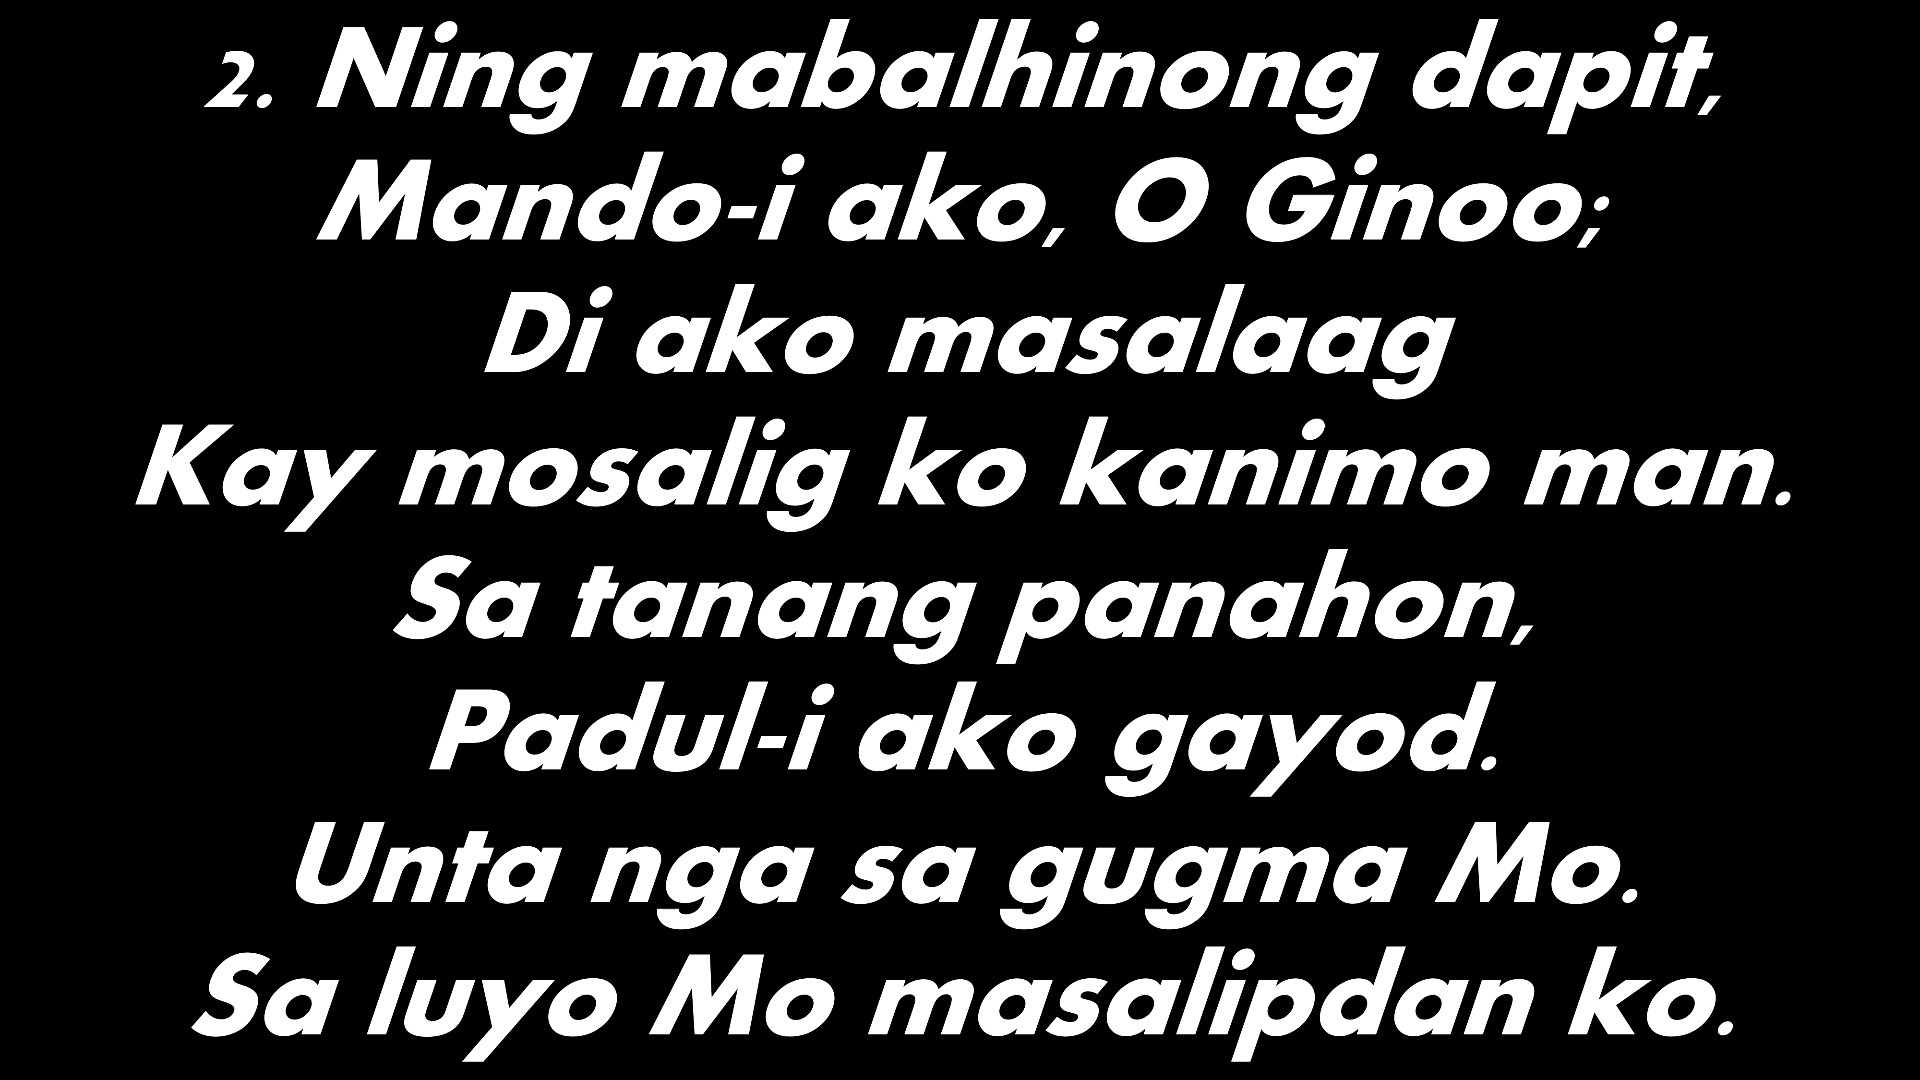 2. Ning mabalhinong dapit,
Mando-i ako, O Ginoo;
Di ako masalaag
Kay mosalig ko kanimo man.
Sa tanang panahon,
Padul-i ako gayod.
Unta nga sa gugma Mo.
Sa luyo Mo masalipdan ko.